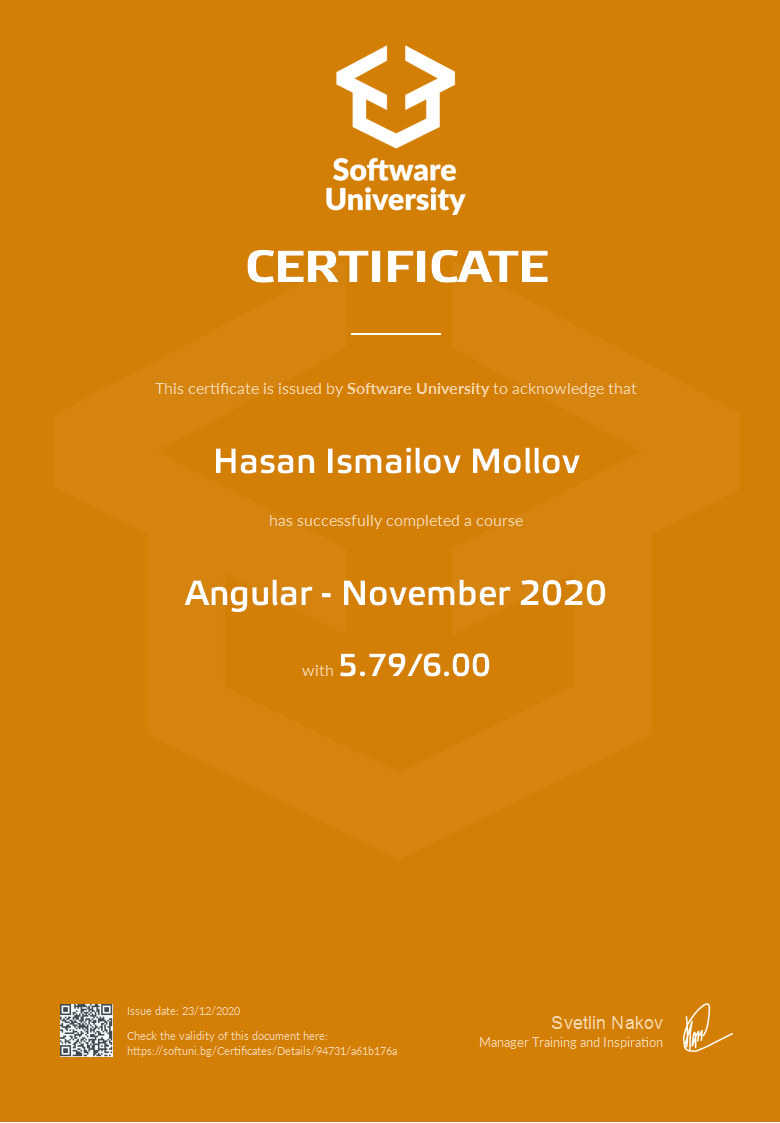 Software
University
CERTIFICATE
This certificate is issued by Software University to acknowledge that
Hasan Ismailov Mollov
has successfully completed a course
Angular - November 2020
with 5.79/6.00
Issue date: 23/12/2020
Check the validity of this document here:
https://softuni.bg/Certificates/Details/94731/a61b176a
Svetlin Nakov
Manager Training and Inspiration